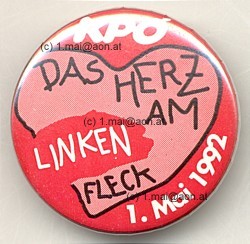 KPÖ
(c) 1.mai@aon.at
DAS HERZ
(c) 1.mai@aon.at
AM
LINKEN
(c) 1.mai@aon.at
FLECK
1. Mai 1992